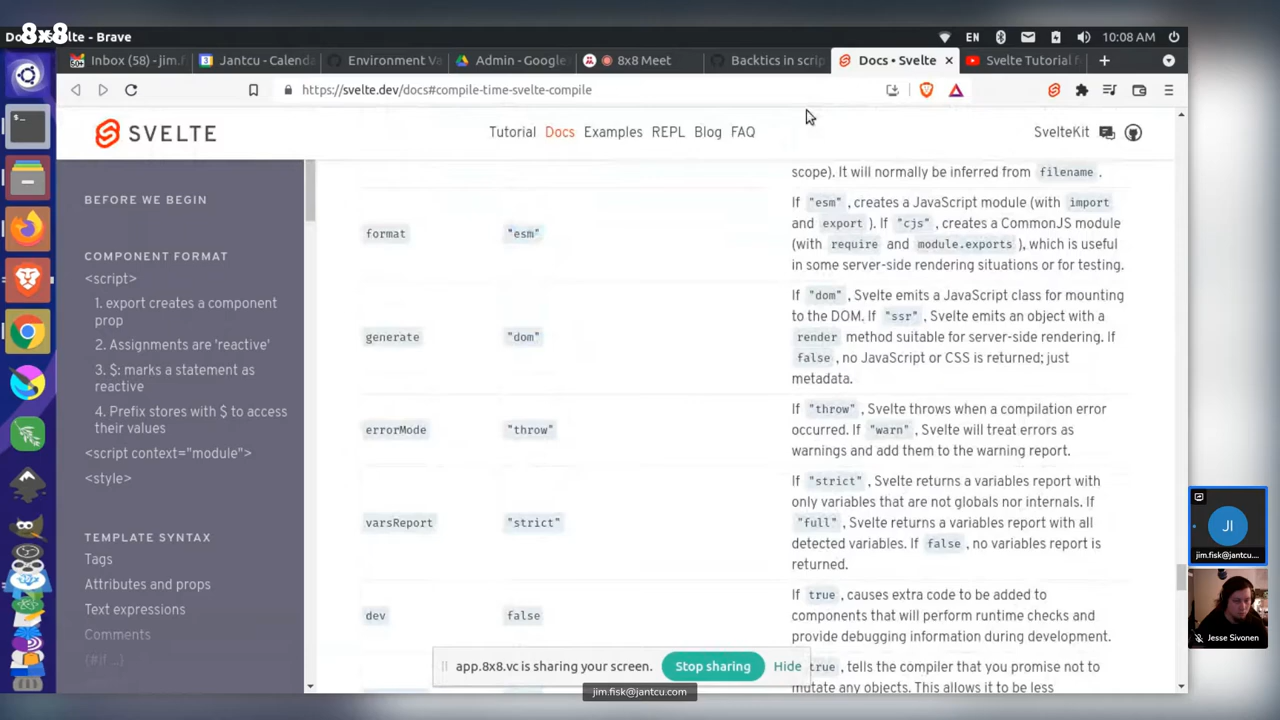 8x8
Docs • Svelte - Brave
EN
10:08 AM
Inbox (58) - jim.f
Jantcu - Calenda
Environment Va
Admin - Google
8x8 Meet
Backtics in scrip
Docs • Svelte
Svelte Tutorial f
https://svelte.dev/docs#compile-time-svelte-compile
SVELTE
Tutorial
Docs
Examples
REPL
Blog
FAQ
SvelteKit
BEFORE WE BEGIN
COMPONENT FORMAT
<script>
1. export creates a component
prop
2. Assignments are 'reactive'
3. $: marks a statement as
reactive
4. Prefix stores with $ to access
their values
<script context="module">
<style>
TEMPLATE SYNTAX
Tags
Attributes and props
Text expressions
Comments
{#if ...}
scope). It will normally be inferred from filename .
format
"esm"
If "esm" , creates a JavaScript module (with import
and export ). If "cjs" , creates a CommonJS module
(with require and module.exports ), which is useful
in some server-side rendering situations or for testing.
generate
"dom"
If "dom" , Svelte emits a JavaScript class for mounting
to the DOM. If "ssr" , Svelte emits an object with a
render method suitable for server-side rendering. If
false , no JavaScript or CSS is returned; just
metadata.
errorMode
"throw"
If "throw" , Svelte throws when a compilation error
occurred. If "warn" , Svelte will treat errors as
warnings and add them to the warning report.
varsReport
"strict"
If "strict" , Svelte returns a variables report with
only variables that are not globals nor internals. If
"full" , Svelte returns a variables report with all
detected variables. If false , no variables report is
returned.
dev
false
If true , causes extra code to be added to
components that will perform runtime checks and
provide debugging information during development.
true , tells the compiler that you promise not to
mutate any objects. This allows it to be less
app.8x8.vc is sharing your screen.
Stop sharing
Hide
jim.fisk@jantcu.com
JI
jim.fisk@jantcu....
Jesse Sivonen